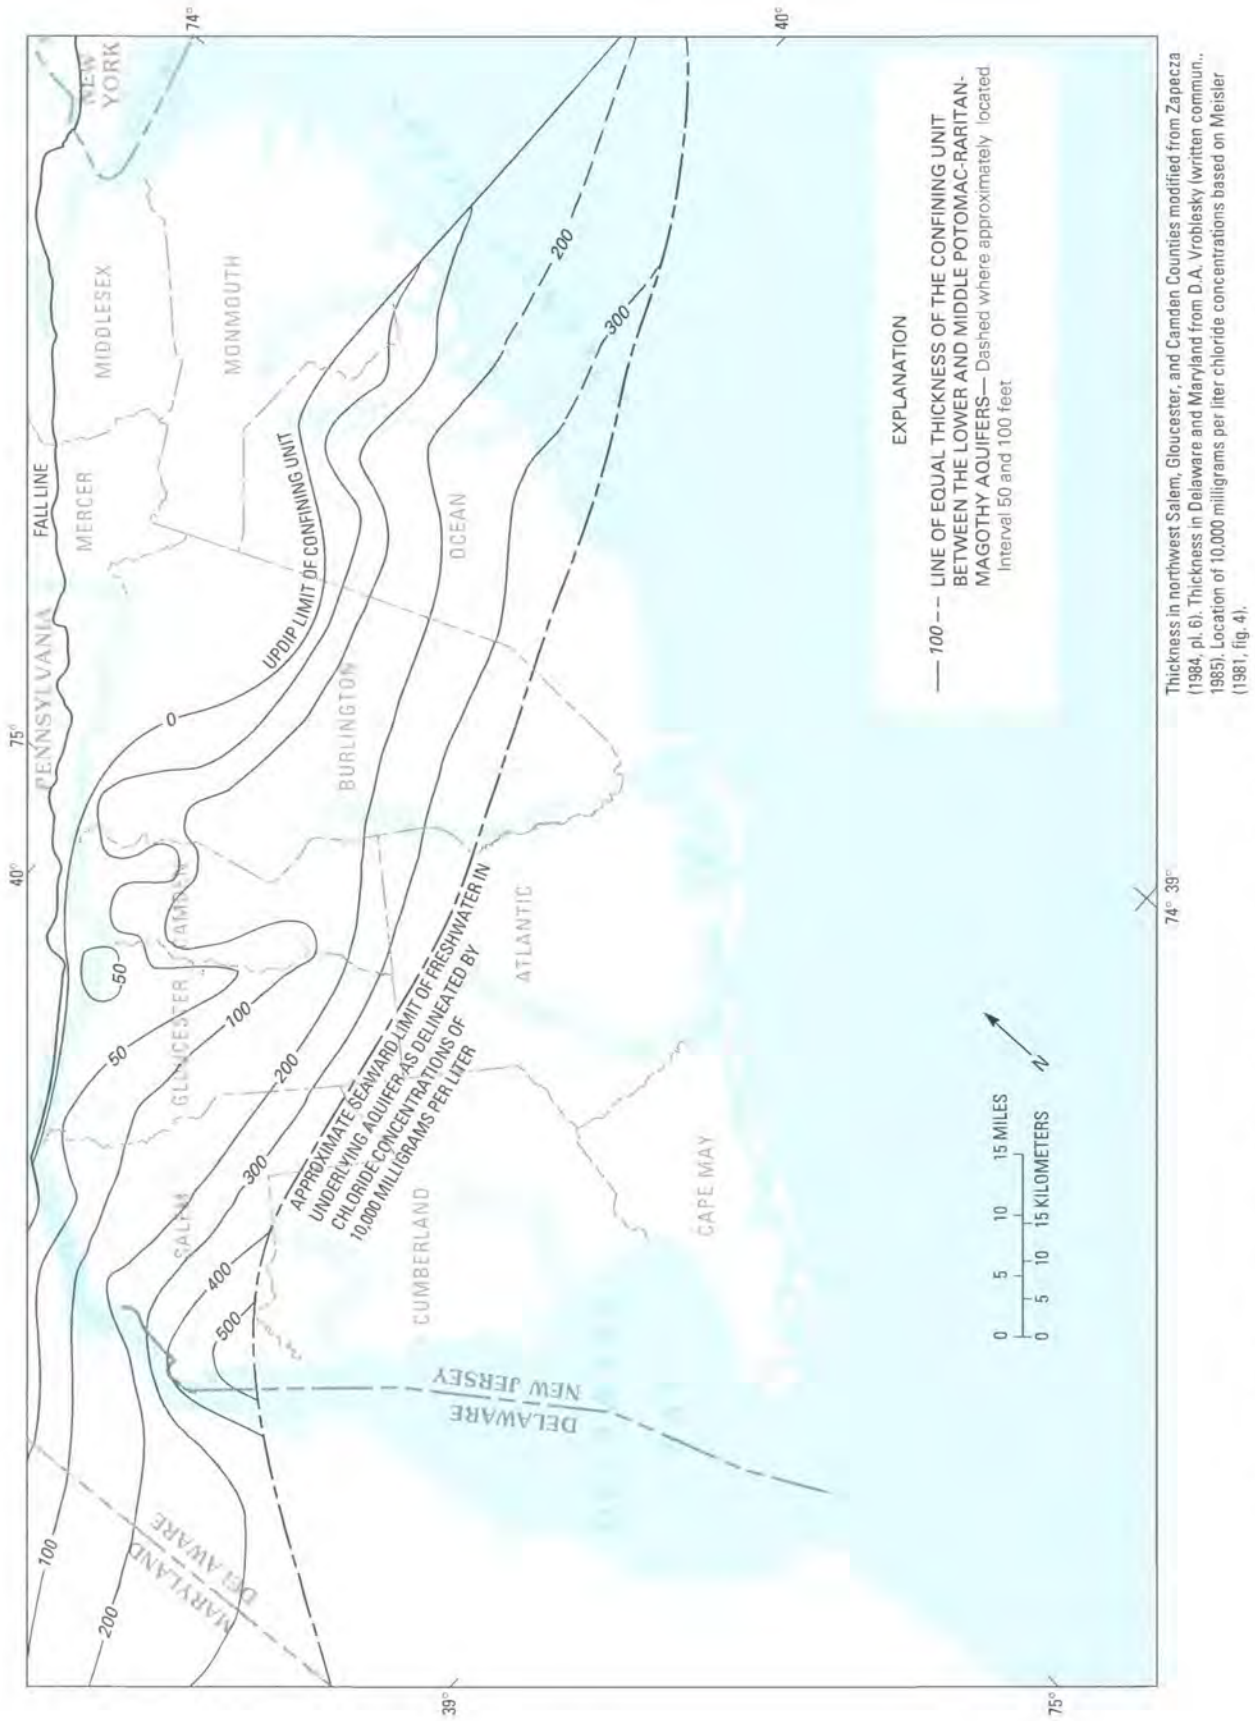 74°
40°
NEW
YORK
MIDDLESEX
MONMOUTH
FALL LINE
MERCER
UPDIP LIMIT OF CONFINING UNIT
OCEAN
200
300
PENNSYLVANIA
75°
0
BURLINGTON
40°
CAMDEN
GLOUCESTER
ATLANTIC
50
50
100
200
300
APPROXIMATE SEAWARD LIMIT OF FRESHWATER IN
UNDERLYING AQUIFER AS DELINEATED BY
CHLORIDE CONCENTRATIONS OF
10,000 MILLIGRAMS PER LITER
SALEM
400
500
CUMBERLAND
CAPE MAY
NEW JERSEY
DELAWARE
MARYLAND
DELAWARE
100
200
39°
75°
74° 39°
N
0 5 10 15 MILES
0 5 10 15 KILOMETERS
EXPLANATION
— 100 – – LINE OF EQUAL THICKNESS OF THE CONFINING UNIT
BETWEEN THE LOWER AND MIDDLE POTOMAC-RARITAN-
MAGOTHY AQUIFERS— Dashed where approximately located.
Interval 50 and 100 feet
Thickness in northwest Salem, Gloucester, and Camden Counties modified from Zapecza
(1984, pl. 6). Thickness in Delaware and Maryland from D.A. Vroblesky (written commun.,
1985). Location of 10,000 milligrams per liter chloride concentrations based on Meisler
(1981, fig. 4).